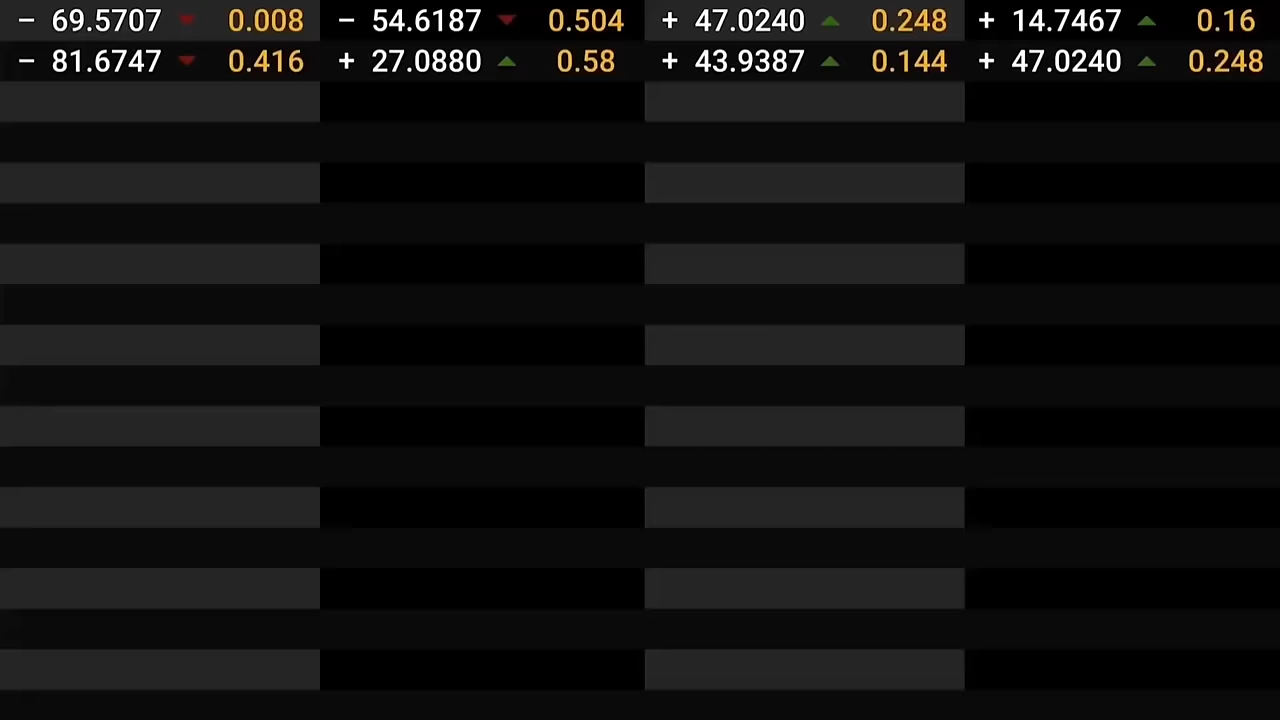 − 69.5707 ▼ 0.008 − 54.6187 ▼ 0.504 + 47.0240 ▲ 0.248 + 14.7467 ▲ 0.16
− 81.6747 ▼ 0.416 + 27.0880 ▲ 0.58 + 43.9387 ▲ 0.144 + 47.0240 ▲ 0.248